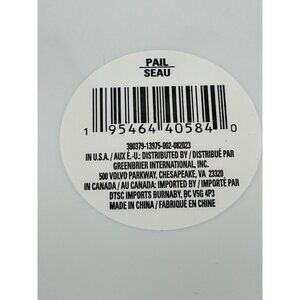 PAIL
SEAU
1 95464 40584 0
380379-13975-002-082023
IN U.S.A. / AUX É.-U.: DISTRIBUTED BY / DISTRIBUÉ PAR
GREENBRIER INTERNATIONAL, INC.
500 VOLVO PARKWAY, CHESAPEAKE, VA 23320
IN CANADA / AU CANADA: IMPORTED BY / IMPORTÉ PAR
DTSC IMPORTS BURNABY, BC V5G 4P3
MADE IN CHINA / FABRIQUÉ EN CHINE